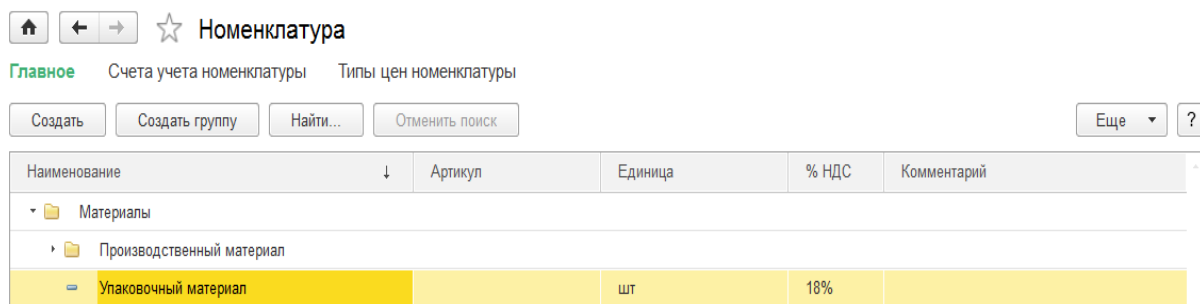 Номенклатура
Главное Счета учета номенклатуры Типы цен номенклатуры
Создать Создать группу Найти... Отменить поиск Еще ?
Наименование ↓ Артикул Единица % НДС Комментарий
Материалы
Производственный материал
Упаковочный материал шт 18%